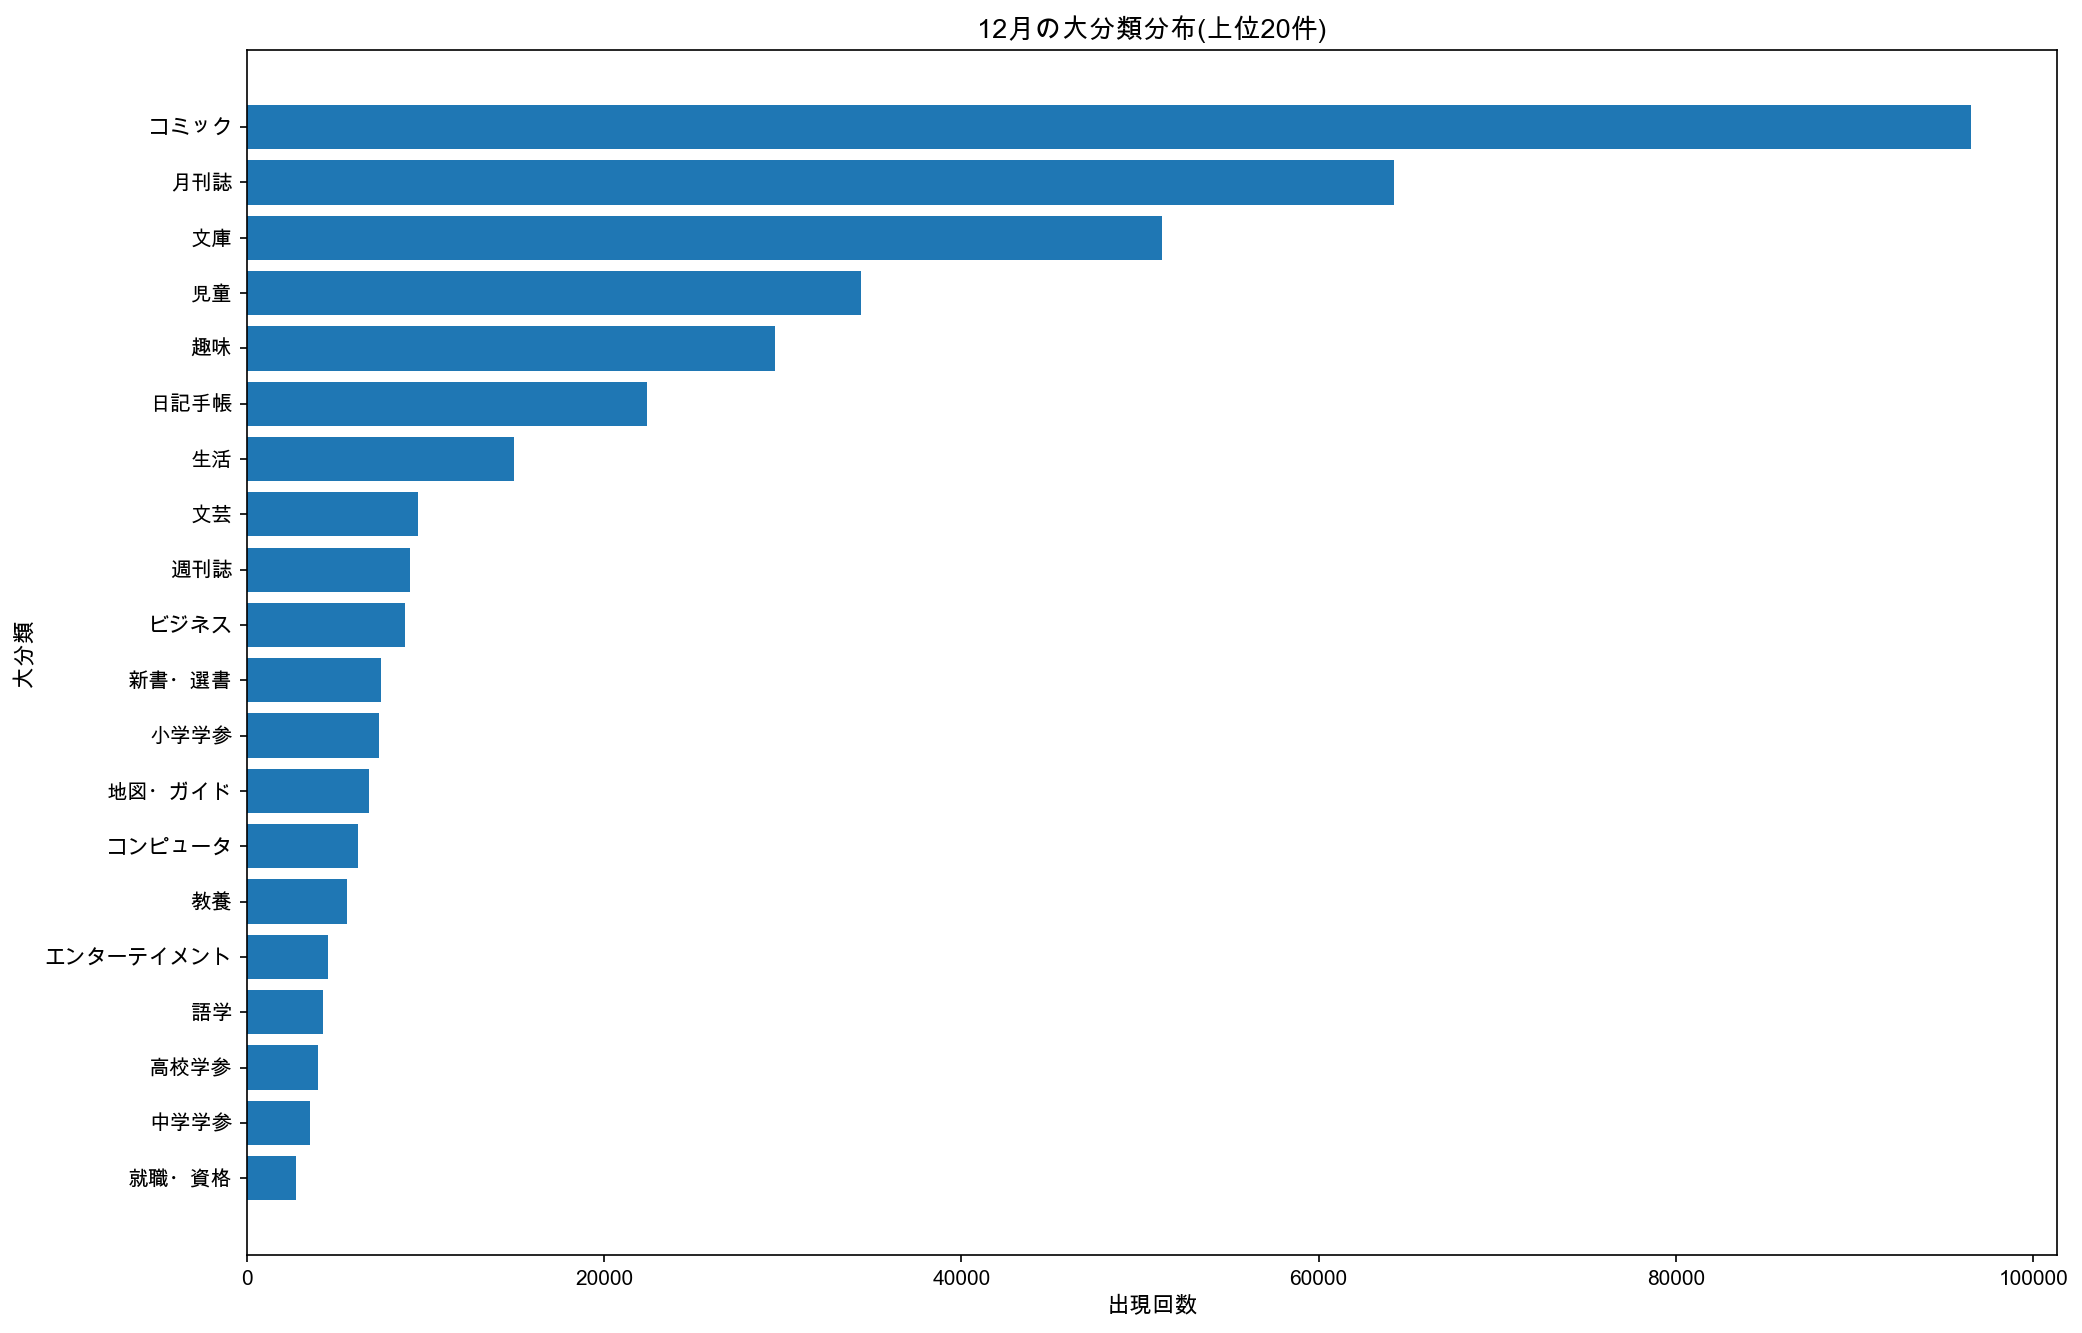 12月の大分類分布(上位20件)
コミック
月刊誌
文庫
児童
趣味
日記手帳
生活
文芸
週刊誌
ビジネス
新書・選書
小学学参
地図・ガイド
コンピュータ
教養
エンターテイメント
語学
高校学参
中学学参
就職・資格
大分類
0 20000 40000 60000 80000 100000
出現回数